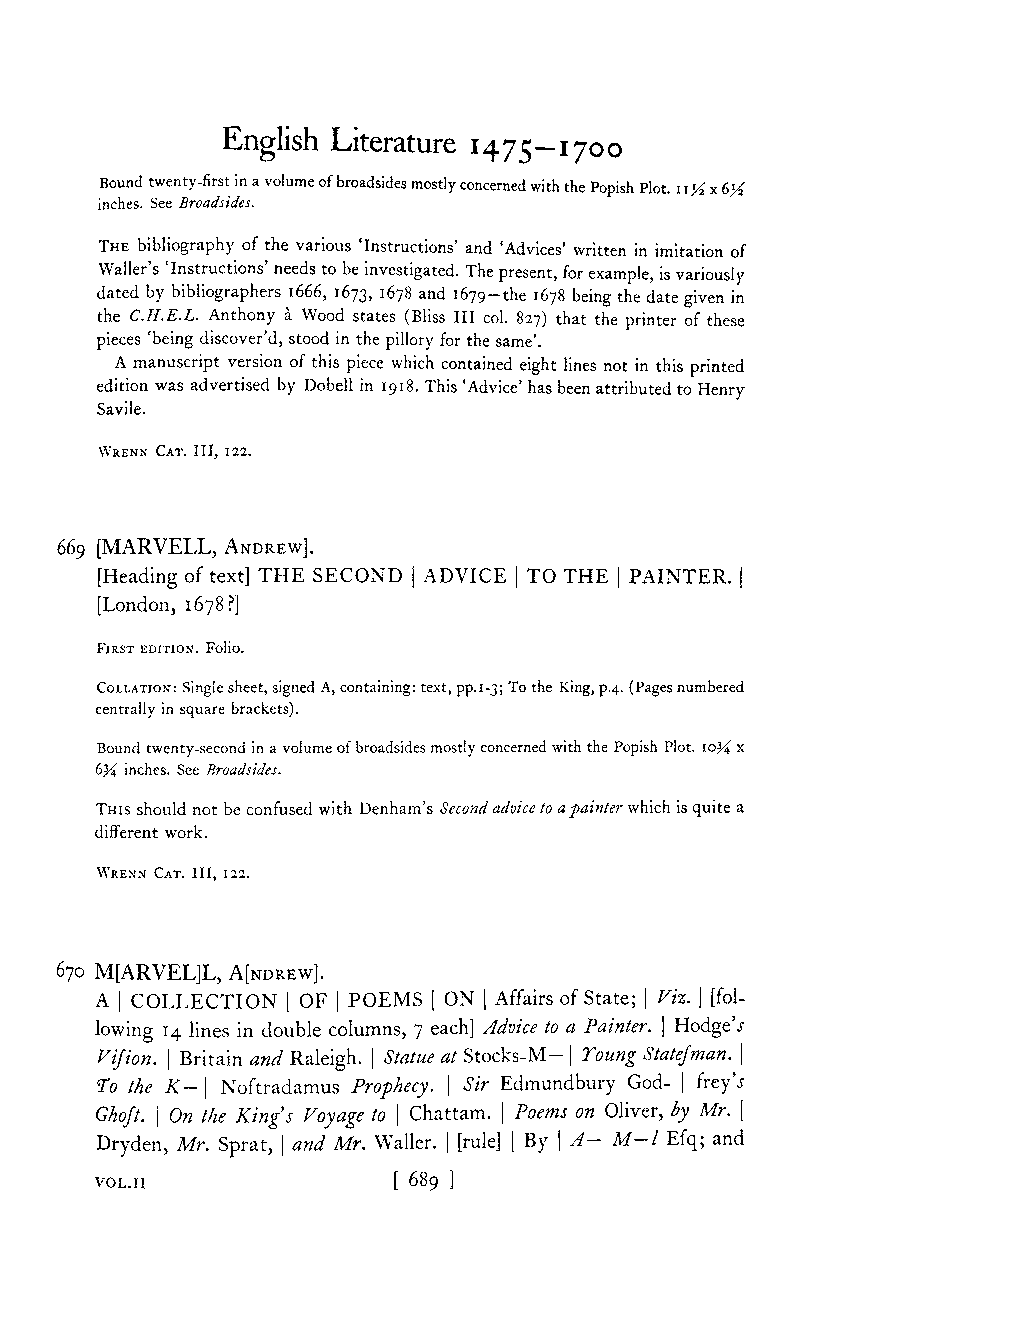 English Literature 1475—1700
Bound twenty-first in a volume of broadsides mostly concerned with the Popish Plot. 11½ x 6½
inches. See Broadsides.
THE bibliography of the various 'Instructions' and 'Advices' written in imitation of
Waller's 'Instructions' needs to be investigated. The present, for example, is variously
dated by bibliographers 1666, 1673, 1678 and 1679—the 1678 being the date given in
the C.H.E.L. Anthony à Wood states (Bliss III col. 827) that the printer of these
pieces 'being discover'd, stood in the pillory for the same'.
A manuscript version of this piece which contained eight lines not in this printed
edition was advertised by Dobell in 1918. This 'Advice' has been attributed to Henry
Savile.
WRENN CAT. III, 122.
669 [MARVELL, ANDREW].
[Heading of text] THE SECOND | ADVICE | TO THE | PAINTER. |
[London, 1678?]
FIRST EDITION. Folio.
COLLATION: Single sheet, signed A, containing: text, pp.1-3; To the King, p.4. (Pages numbered
centrally in square brackets).
Bound twenty-second in a volume of broadsides mostly concerned with the Popish Plot. 10¾ x
6¾ inches. See Broadsides.
THIS should not be confused with Denham's Second advice to a painter which is quite a
different work.
WRENN CAT. III, 122.
670 M[ARVEL]L, A[NDREW].
A | COLLECTION | OF | POEMS | ON | Affairs of State; | Viz. | [fol-
lowing 14 lines in double columns, 7 each] Advice to a Painter. | Hodge's
Viſion. | Britain and Raleigh. | Statue at Stocks-M— | Young Stateſman. |
To the K— | Noſtradamus Prophecy. | Sir Edmundbury God- | frey's
Ghoſt. | On the King's Voyage to | Chattam. | Poems on Oliver, by Mr. |
Dryden, Mr. Sprat, | and Mr. Waller. | [rule] | By | A— M—l Eſq; and
VOL.II [ 689 ]